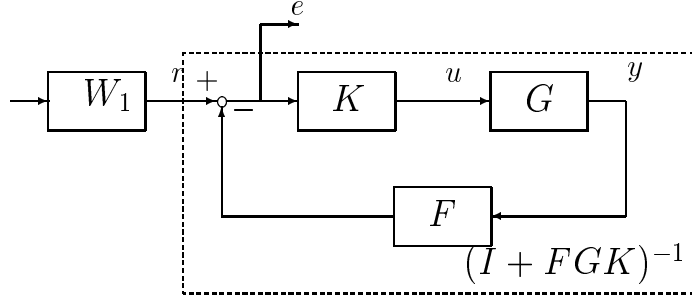 e
W₁ r + − K u G y
F
(I + FGK)⁻¹